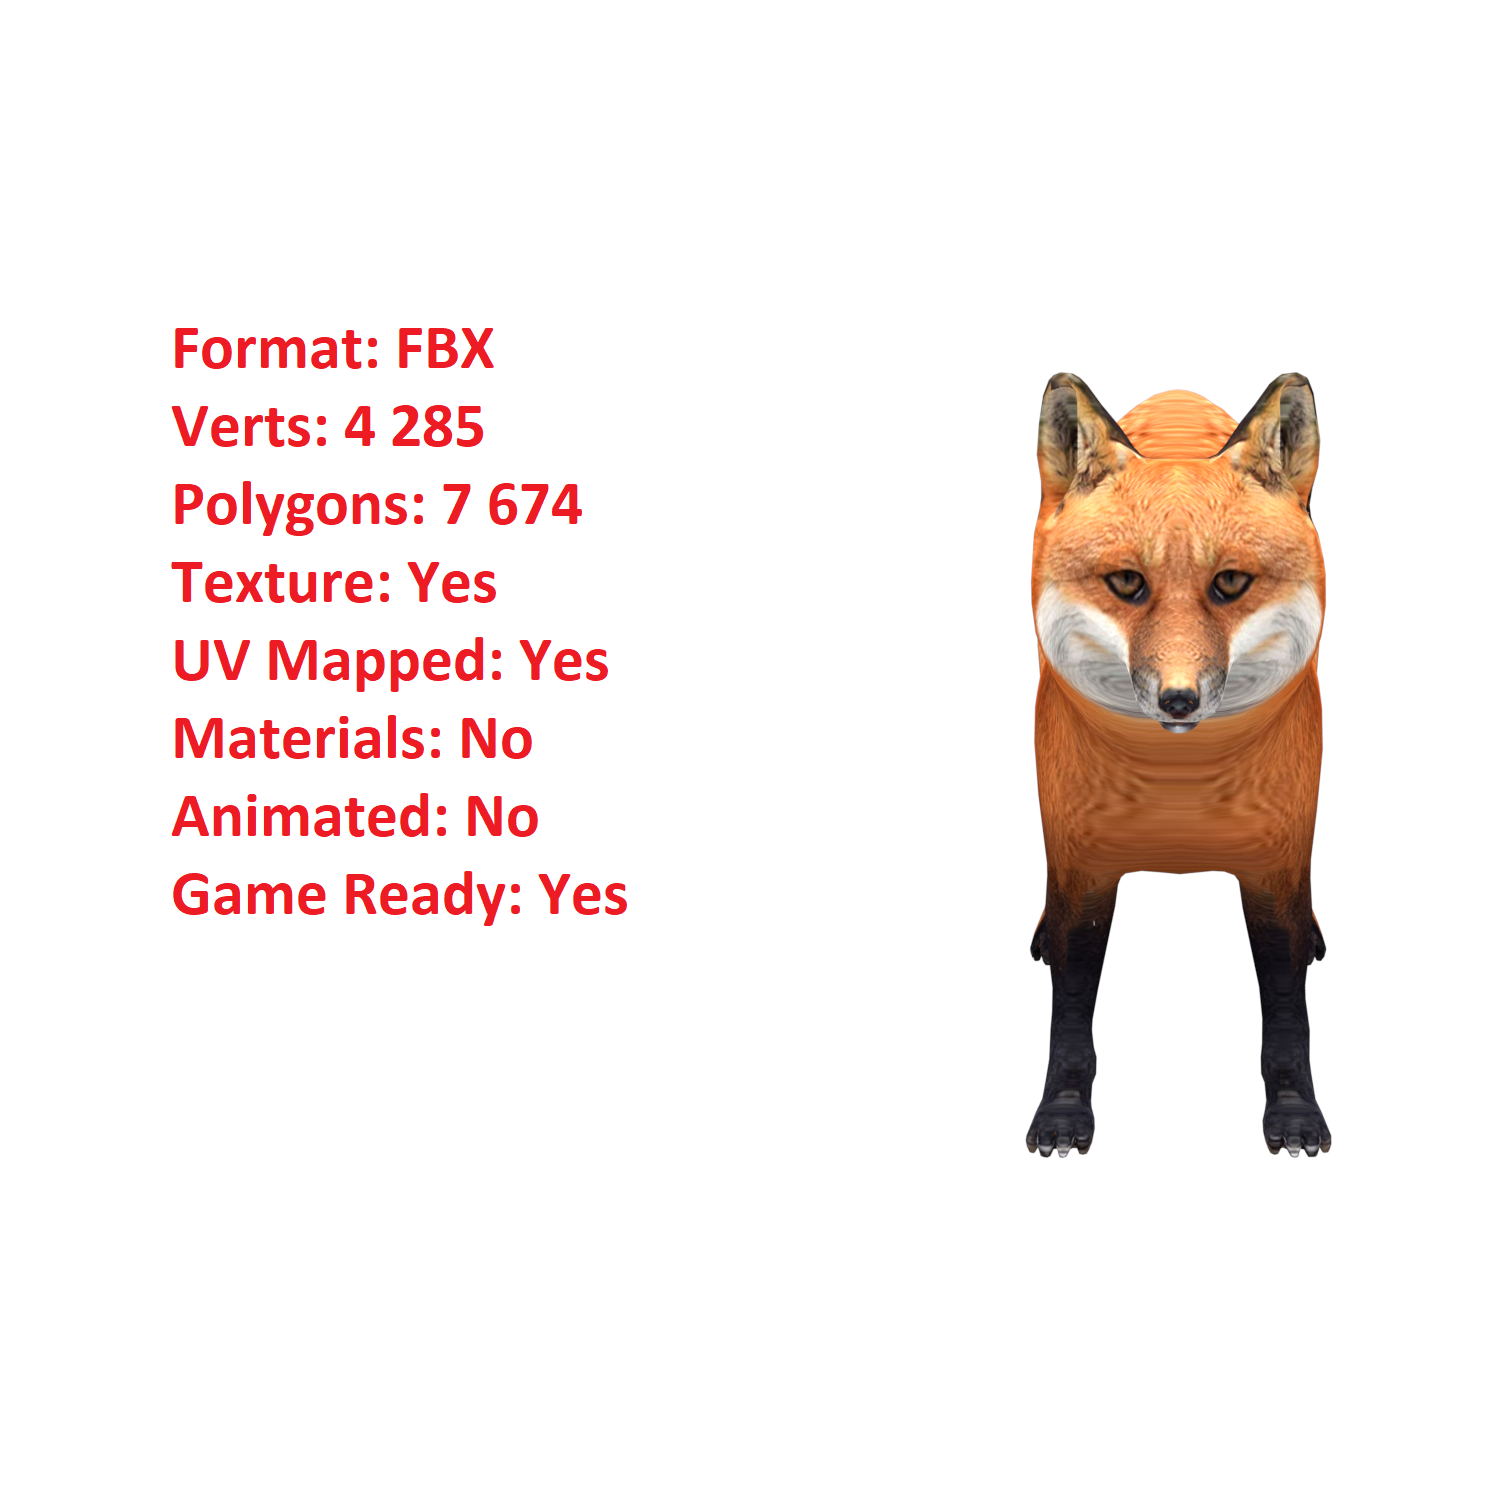 Format: FBX
Verts: 4 285
Polygons: 7 674
Texture: Yes
UV Mapped: Yes
Materials: No
Animated: No
Game Ready: Yes